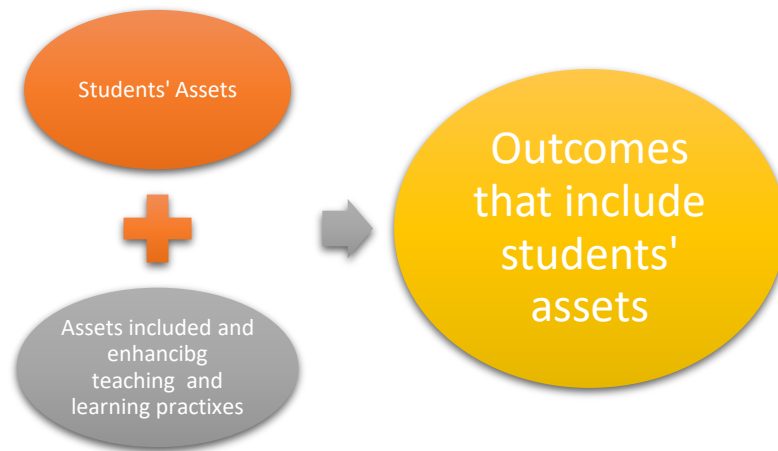 Students' Assets
Assets included and
enhancibg
teaching and
learning practixes
Outcomes
that include
students'
assets